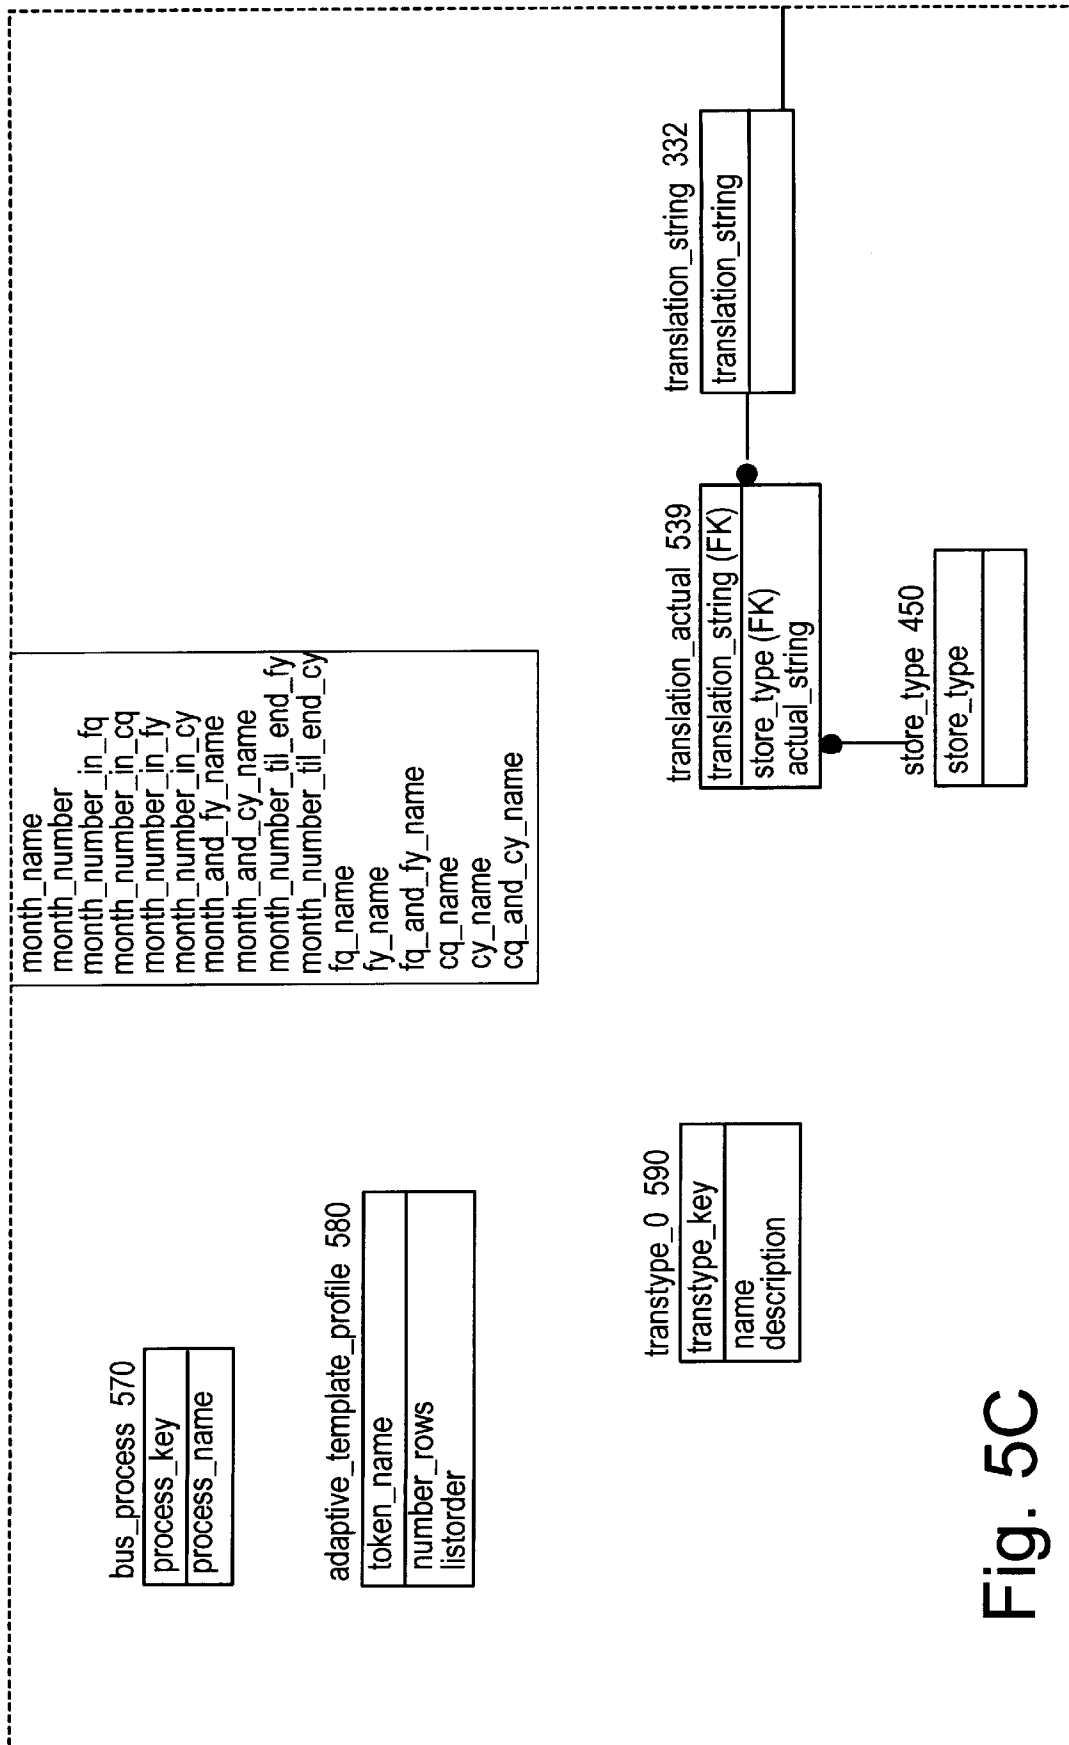 bus_process 570
process_key
process_name
adaptive_template_profile 580
token_name
number_rows
listorder
transtype_0 590
transtype_key
name
description
month_name
month_number
month_number_in_fq
month_number_in_cq
month_number_in_fy
month_number_in_cy
month_and_fy_name
month_and_cy_name
month_number_til_end_fy
month_number_til_end_cy
fq_name
fy_name
fq_and_fy_name
cq_name
cy_name
cq_and_cy_name
translation_actual 539
translation_string (FK)
store_type (FK)
actual_string
store_type 450
store_type
translation_string 332
translation_string
Fig. 5C